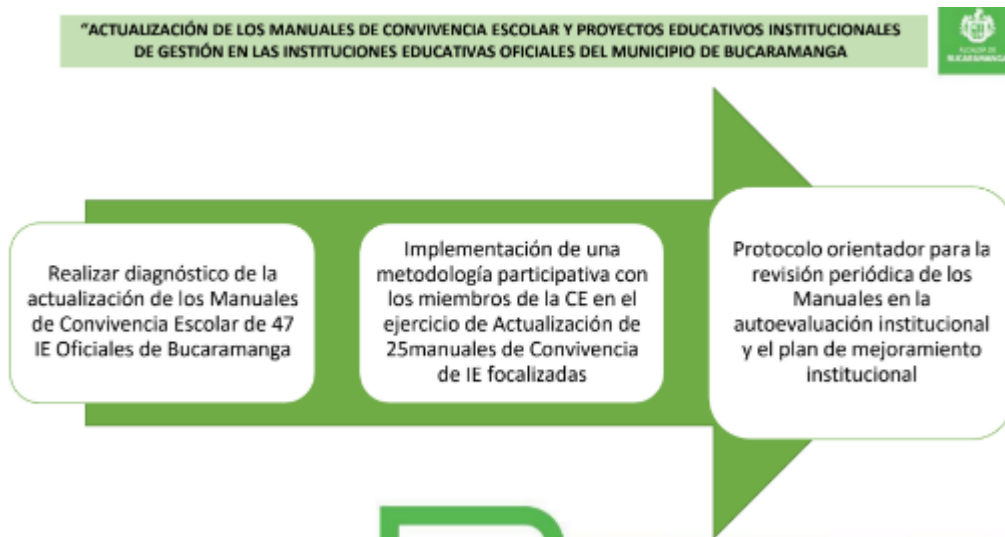 "ACTUALIZACIÓN DE LOS MANUALES DE CONVIVENCIA ESCOLAR Y PROYECTOS EDUCATIVOS INSTITUCIONALES
DE GESTIÓN EN LAS INSTITUCIONES EDUCATIVAS OFICIALES DEL MUNICIPIO DE BUCARAMANGA
ALCALDÍA DE
BUCARAMANGA
Realizar diagnóstico de la
actualización de los Manuales
de Convivencia Escolar de 47
IE Oficiales de Bucaramanga
Implementación de una
metodología participativa con
los miembros de la CE en el
ejercicio de Actualización de
25manuales de Convivencia
de IE focalizadas
Protocolo orientador para la
revisión periódica de los
Manuales en la
autoevaluación institucional
y el plan de mejoramiento
institucional